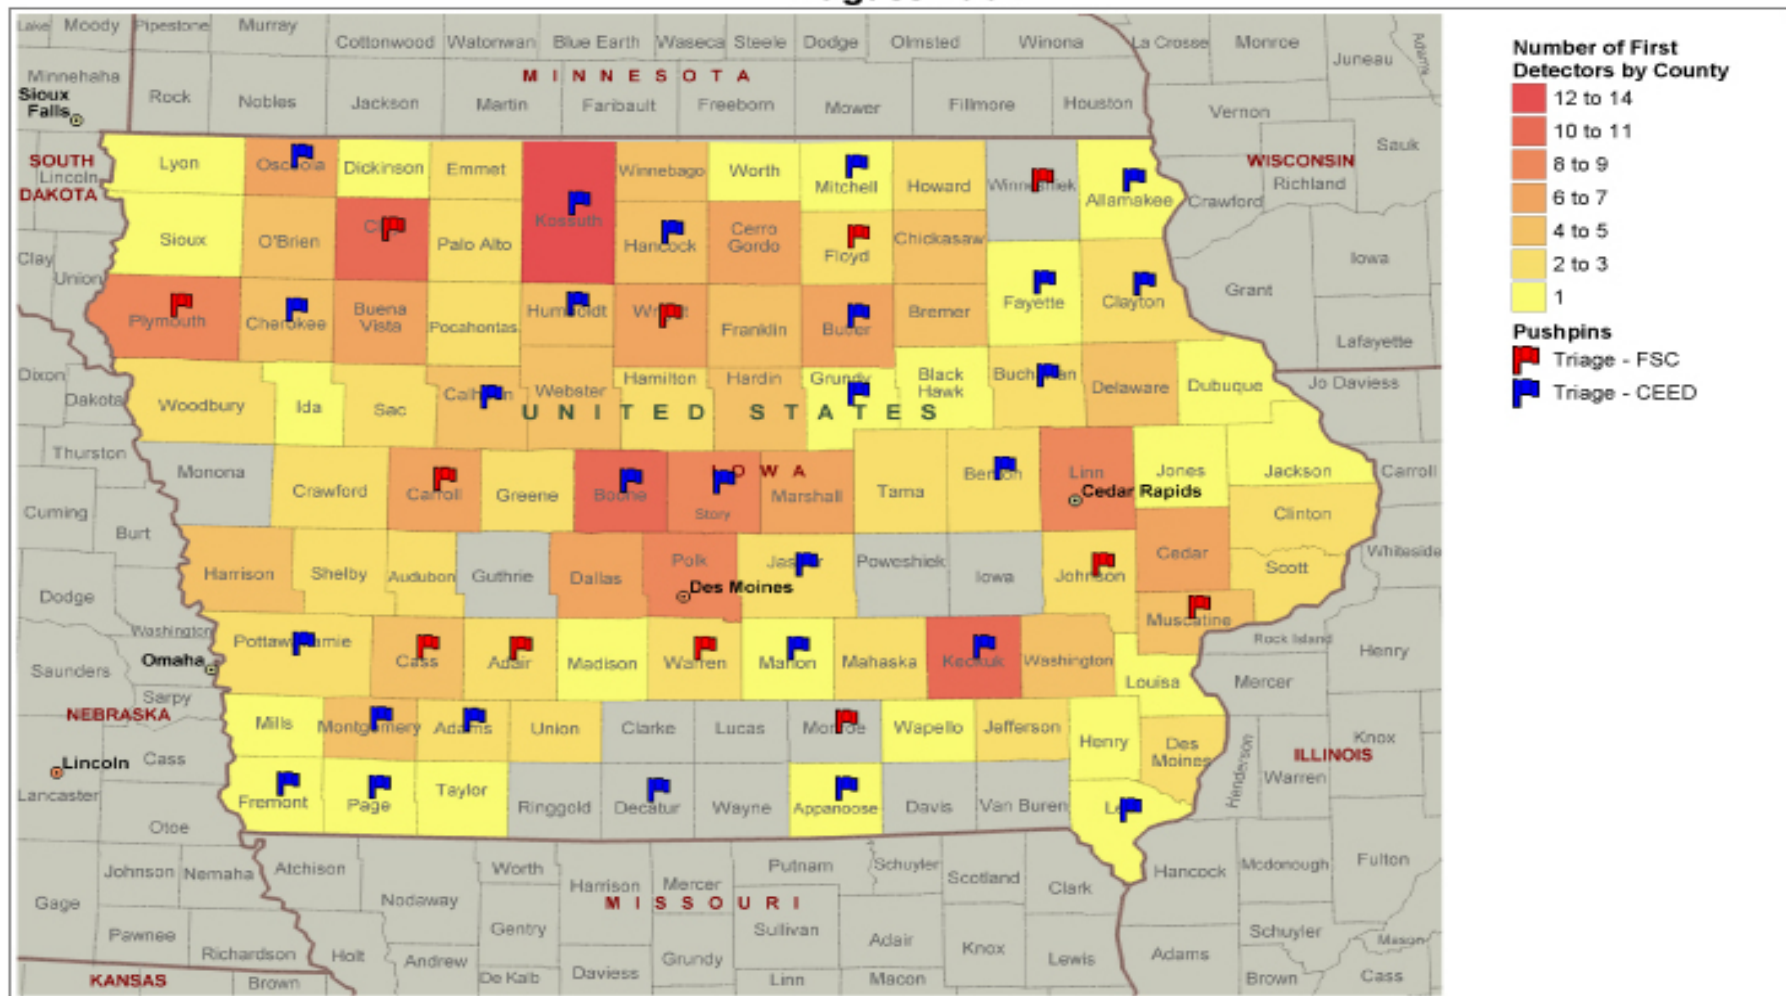 Lake Moody Pipestone Murray
Cottonwood Watonwan Blue Earth Waseca Steele Dodge Olmsted Winona La Crosse Monroe
Juneau
Adams
Minnehaha
MINNESOTA
Sioux
Falls
Rock Nobles Jackson Martin Faribault Freeborn Mower Fillmore Houston
Vernon
Sauk
SOUTH
Lincoln
DAKOTA
WISCONSIN
Richland
Crawford
Lyon Osceola Dickinson Emmet Kossuth Winnebago Worth Mitchell Howard Winneshiek Allamakee
Clay
Union
Sioux O'Brien Palo Alto Hancock Cerro
Gordo
Floyd Chickasaw Fayette Clayton
Grant
Iowa
Lafayette
Plymouth Cherokee Buena
Vista
Pocahontas Humboldt Wright Franklin Butler Bremer
Dixon
Dakota
Woodbury Ida Sac Calhoun Webster Hamilton Hardin Grundy Black
Hawk
Buchanan Delaware Dubuque
Jo Daviess
UNITED STATES
Thurston
Monona Crawford Carroll Greene Boone Story Marshall Tama Benton Linn Jones Jackson Carroll
IOWA
Cedar Rapids
Cuming
Burt
Clinton
Harrison Shelby Audubon Guthrie Dallas Polk Jasper Poweshiek Iowa Johnson Cedar Scott
Whiteside
Des Moines
Dodge
Washington
Muscatine
Rock Island
Henry
Omaha
Saunders
Sarpy
Pottawattamie Cass Adair Madison Warren Marion Mahaska Keokuk Washington Louisa
Mercer
NEBRASKA
Mills Montgomery Adams Union Clarke Lucas Monroe Wapello Jefferson Henry Des
Moines
Henderson
Warren
Knox
ILLINOIS
Cass
Lincoln
Lancaster
Otoe
Fremont Page Taylor Ringgold Decatur Wayne Appanoose Davis Van Buren Lee
Johnson Nemaha Atchison Worth Putnam Schuyler Scotland Clark Hancock Mcdonough Fulton
Gage
Nodaway
Harrison Mercer
MISSOURI
Pawnee
Richardson
Holt
Gentry
Sullivan
Adair
Knox
Lewis
Adams
Schuyler
Mason
Andrew
De Kalb
Daviess
Grundy
Linn
Macon
Brown
Cass
KANSAS
Brown
Number of First
Detectors by County
12 to 14
10 to 11
8 to 9
6 to 7
4 to 5
2 to 3
1
Pushpins
Triage - FSC
Triage - CEED